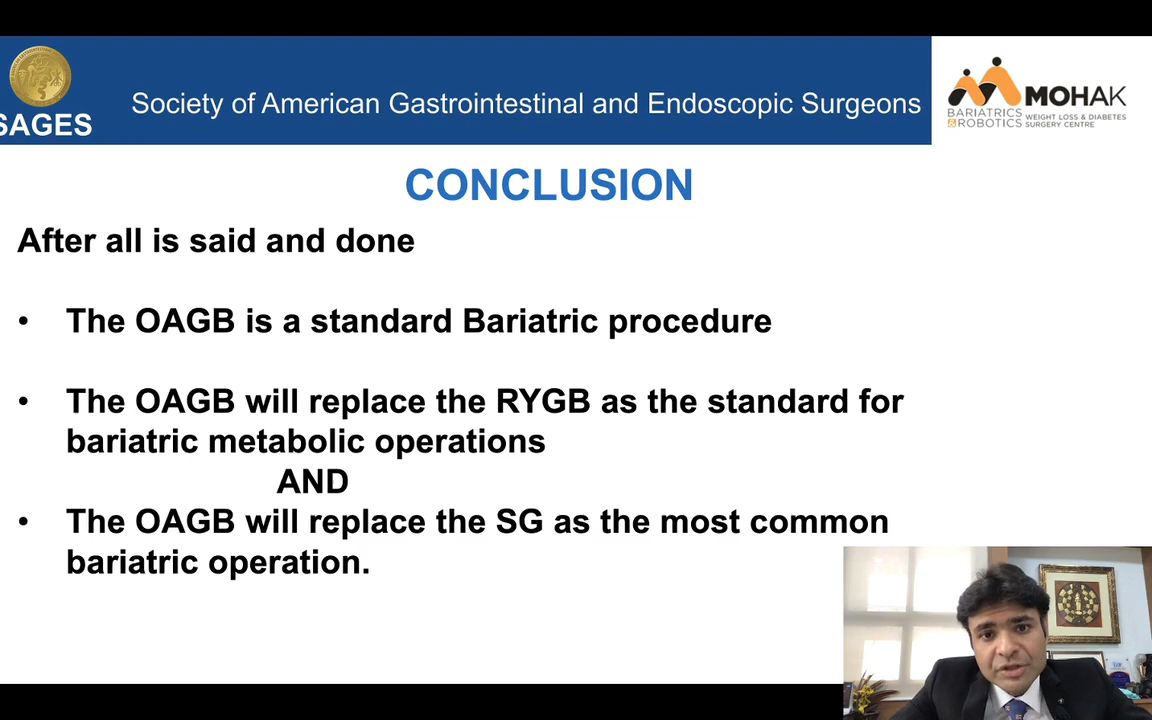 Society of American Gastrointestinal and Endoscopic Surgeons
SAGES
MOHAK
BARIATRICS
& ROBOTICS
WEIGHT LOSS & DIABETES
SURGERY CENTRE
CONCLUSION
After all is said and done
• The OAGB is a standard Bariatric procedure
• The OAGB will replace the RYGB as the standard for
bariatric metabolic operations
AND
• The OAGB will replace the SG as the most common
bariatric operation.